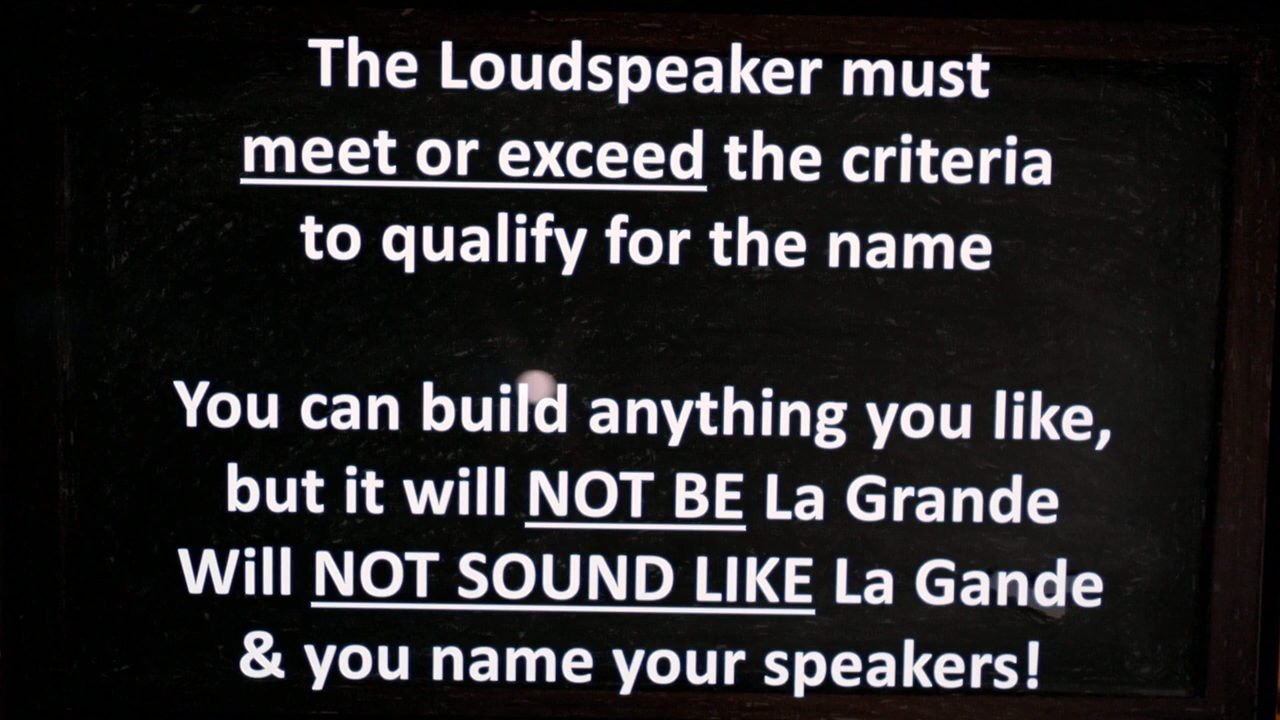 The Loudspeaker must
meet or exceed the criteria
to qualify for the name
You can build anything you like,
but it will NOT BE La Grande
Will NOT SOUND LIKE La Gande
& you name your speakers!